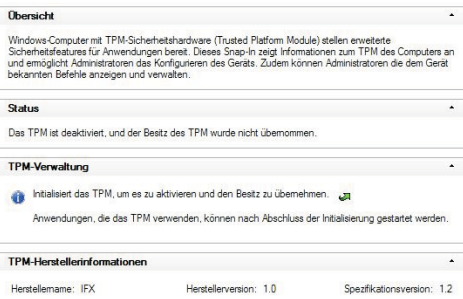 Übersicht
Windows-Computer mit TPM-Sicherheitshardware (Trusted Platform Module) stellen erweiterte
Sicherheitsfeatures für Anwendungen bereit. Dieses Snap-In zeigt Informationen zum TPM des Computers an
und ermöglicht Administratoren das Konfigurieren des Geräts. Zudem können Administratoren die dem Gerät
bekannten Befehle anzeigen und verwalten.
Status
Das TPM ist deaktiviert, und der Besitz des TPM wurde nicht übernommen.
TPM-Verwaltung
Initialisiert das TPM, um es zu aktivieren und den Besitz zu übernehmen.
Anwendungen, die das TPM verwenden, können nach Abschluss der Initialisierung gestartet werden.
TPM-Herstellerinformationen
Herstellername: IFX Herstellerversion: 1.0 Spezifikationsversion: 1.2